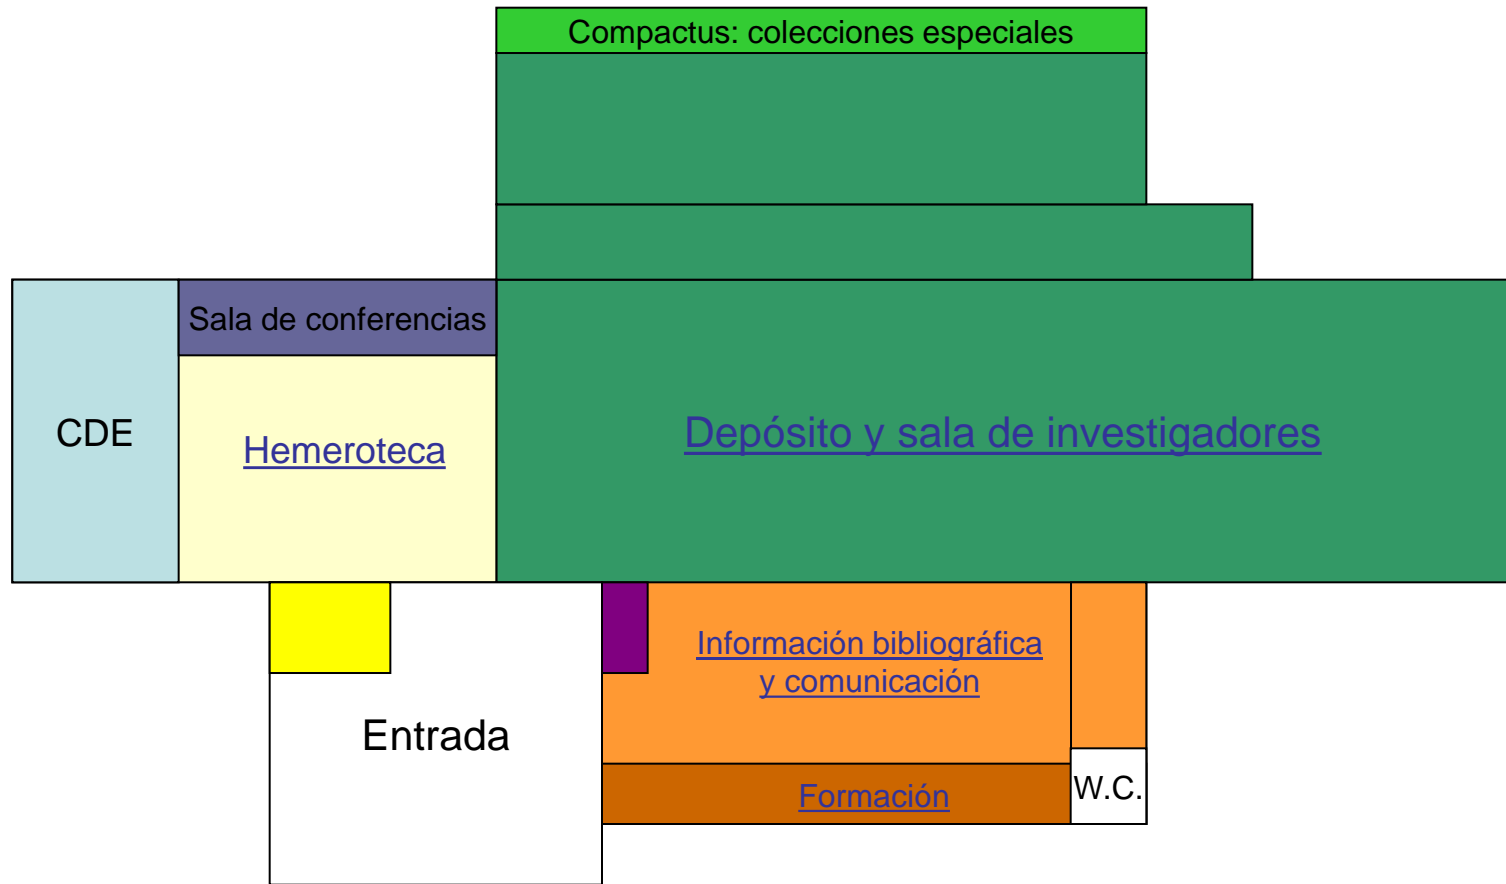 Compactus: colecciones especiales
Sala de conferencias
CDE
Hemeroteca
Depósito y sala de investigadores
Información bibliográfica
y comunicación
Entrada
Formación
W.C.